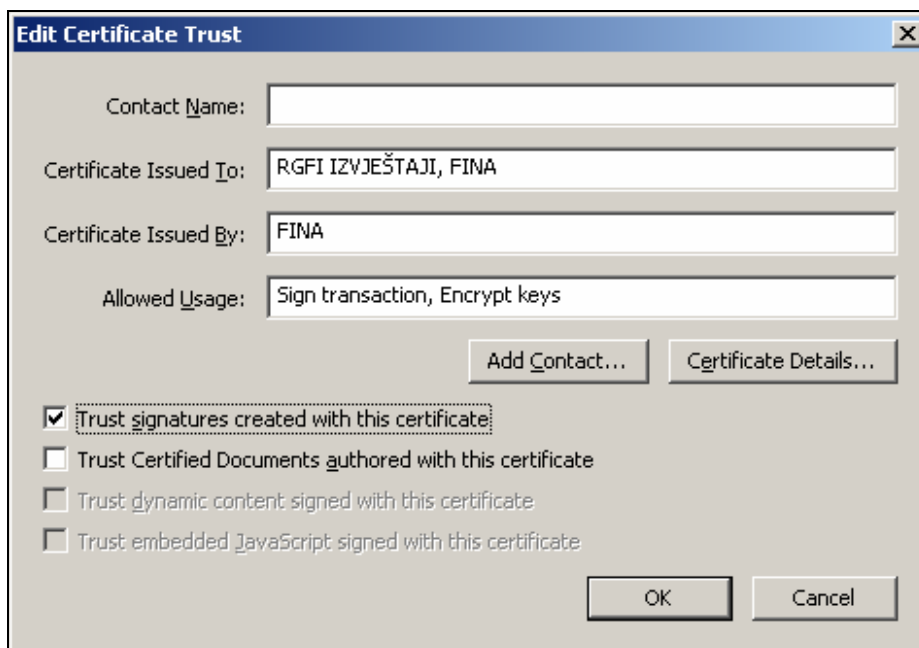 Edit Certificate Trust
Contact Name:
Certificate Issued To: RGFI IZVJEŠTAJI, FINA
Certificate Issued By: FINA
Allowed Usage: Sign transaction, Encrypt keys
Add Contact... Certificate Details...
Trust signatures created with this certificate
Trust Certified Documents authored with this certificate
Trust dynamic content signed with this certificate
Trust embedded JavaScript signed with this certificate
OK Cancel